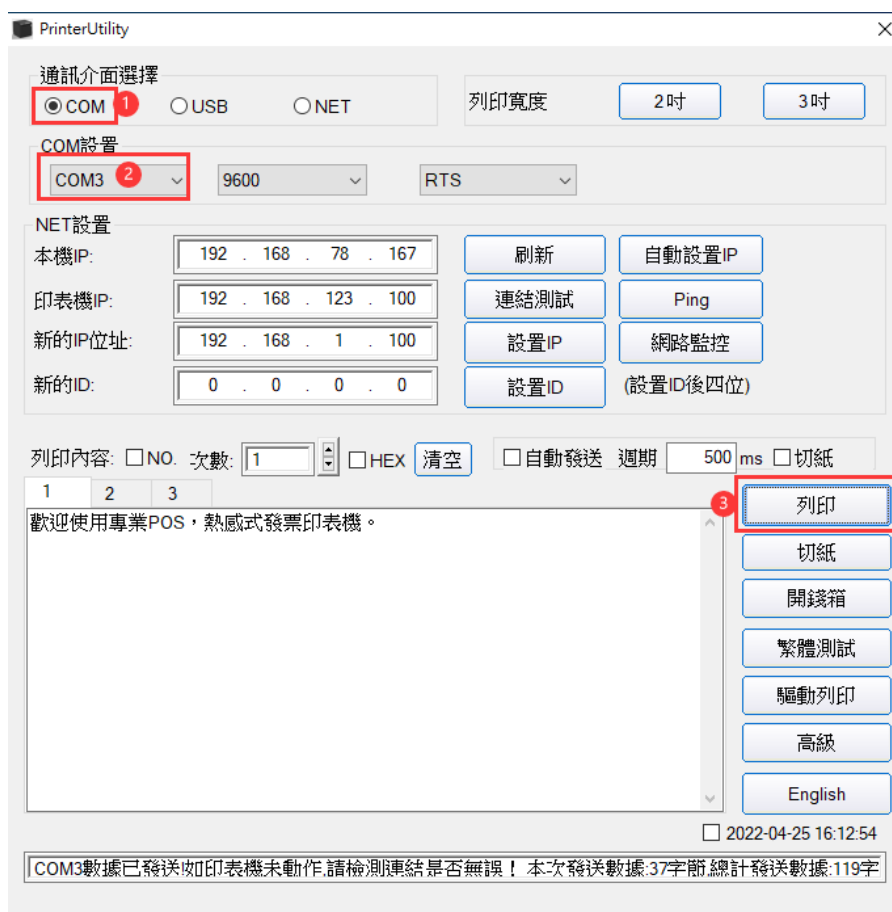 PrinterUtility
通訊介面選擇
COM 1 USB NET 列印寬度 2吋 3吋
COM設置
COM3 2 9600 RTS
NET設置
本機IP: 192 . 168 . 78 . 167 刷新 自動設置IP
印表機IP: 192 . 168 . 123 . 100 連結測試 Ping
新的IP位址: 192 . 168 . 1 . 100 設置IP 網路監控
新的ID: 0 . 0 . 0 . 0 設置ID (設置ID後四位)
列印內容: NO. 次數: 1 HEX 清空 自動發送 週期 500 ms 切紙
1 2 3
3 列印
歡迎使用專業POS，熱感式發票印表機。
切紙
開錢箱
繁體測試
驅動列印
高級
English
2022-04-25 16:12:54
COM3數據已發送!如印表機未動作,請檢測連結是否無誤！ 本次發送數據:37字節,總計發送數據:119字